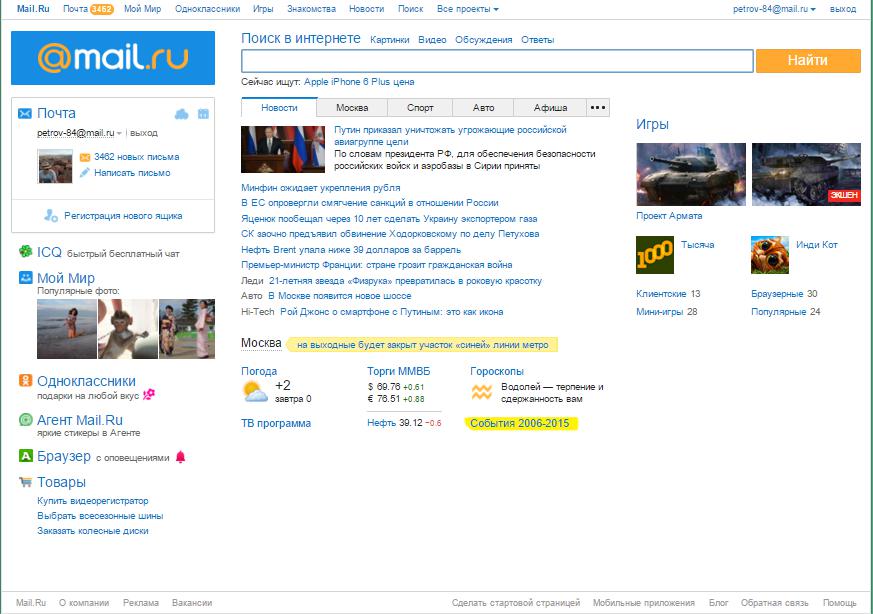 Mail.Ru Почта 3462 Мой Мир Одноклассники Игры Знакомства Новости Поиск Все проекты petrov-84@mail.ru выход
@mail.ru
Поиск в интернете Картинки Видео Обсуждения Ответы
Найти
Сейчас ищут: Apple iPhone 6 Plus цена
Почта
petrov-84@mail.ru выход
3462 новых письма
Написать письмо
Регистрация нового ящика
ICQ быстрый бесплатный чат
Мой Мир
Популярные фото:
Одноклассники
подарки на любой вкус
Агент Mail.Ru
яркие стикеры в Агенте
Браузер с оповещениями
Товары
Купить видеорегистратор
Выбрать всесезонные шины
Заказать колесные диски
Новости Москва Спорт Авто Афиша •••
Путин приказал уничтожать угрожающие российской
авиагруппе цели
По словам президента РФ, для обеспечения безопасности
российских войск и аэробазы в Сирии приняты
Минфин ожидает укрепления рубля
В ЕС опровергли смягчение санкций в отношении России
Яценюк пообещал через 10 лет сделать Украину экспортером газа
СК заочно предъявил обвинение Ходорковскому по делу Петухова
Нефть Brent упала ниже 39 долларов за баррель
Премьер-министр Франции: стране грозит гражданская война
Леди 21-летняя звезда «Физрука» превратилась в роковую красотку
Авто В Москве появится новое шоссе
Hi-Tech Рой Джонс о смартфоне с Путиным: это как икона
Москва на выходные будет закрыт участок «синей» линии метро
Погода
+2
завтра 0
ТВ программа
Торги ММВБ
$ 69.76 +0.61
€ 76.51 +0.88
Нефть 39.12 −0.6
Гороскопы
Водолей — терпение и
сдержанность вам
События 2006-2015
Игры
ЭКШЕН
Проект Армата
1000 Тысяча
Инди Кот
Клиентские 13 Браузерные 30
Мини-игры 28 Популярные 24
Mail.Ru О компании Реклама Вакансии Сделать стартовой страницей Мобильные приложения Блог Обратная связь Помощь